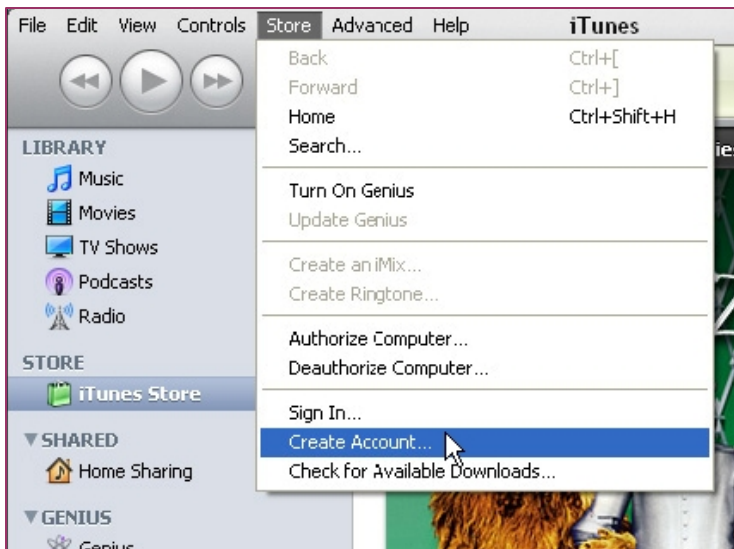 File Edit View Controls Store Advanced Help iTunes
Back Ctrl+[
Forward Ctrl+]
Home Ctrl+Shift+H
Search...
Turn On Genius
Update Genius
Create an iMix...
Create Ringtone...
Authorize Computer...
Deauthorize Computer...
Sign In...
Create Account...
Check for Available Downloads...
LIBRARY
Music
Movies
TV Shows
Podcasts
Radio
STORE
iTunes Store
SHARED
Home Sharing
GENIUS
Genius